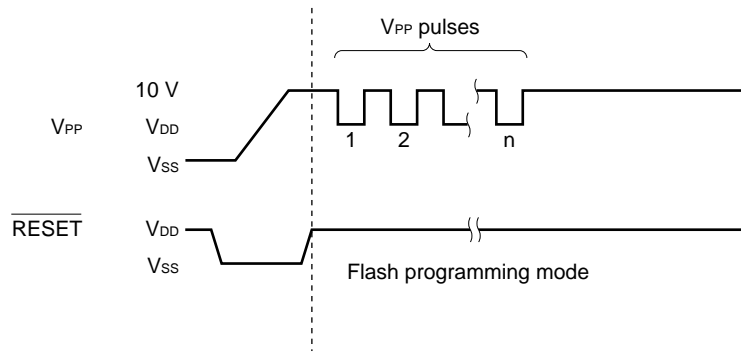 VPP pulses
10 V
VPP
VDD
1 2 n
VSS
RESET
VDD
VSS
Flash programming mode